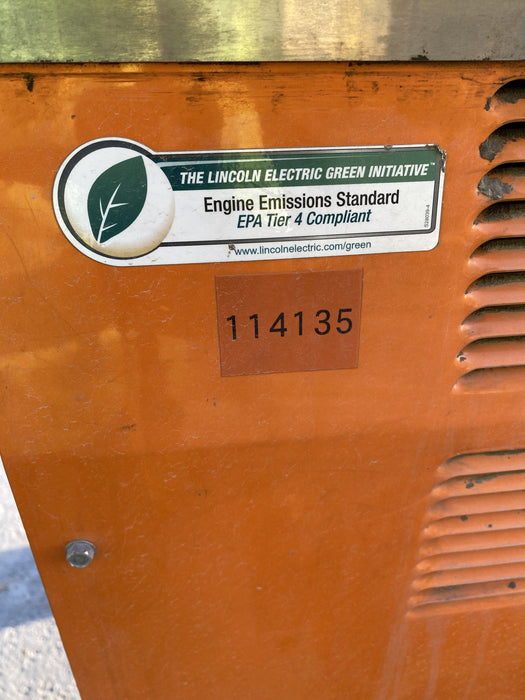 THE LINCOLN ELECTRIC GREEN INITIATIVE™
Engine Emissions Standard
EPA Tier 4 Compliant
www.lincolnelectric.com/green
114135